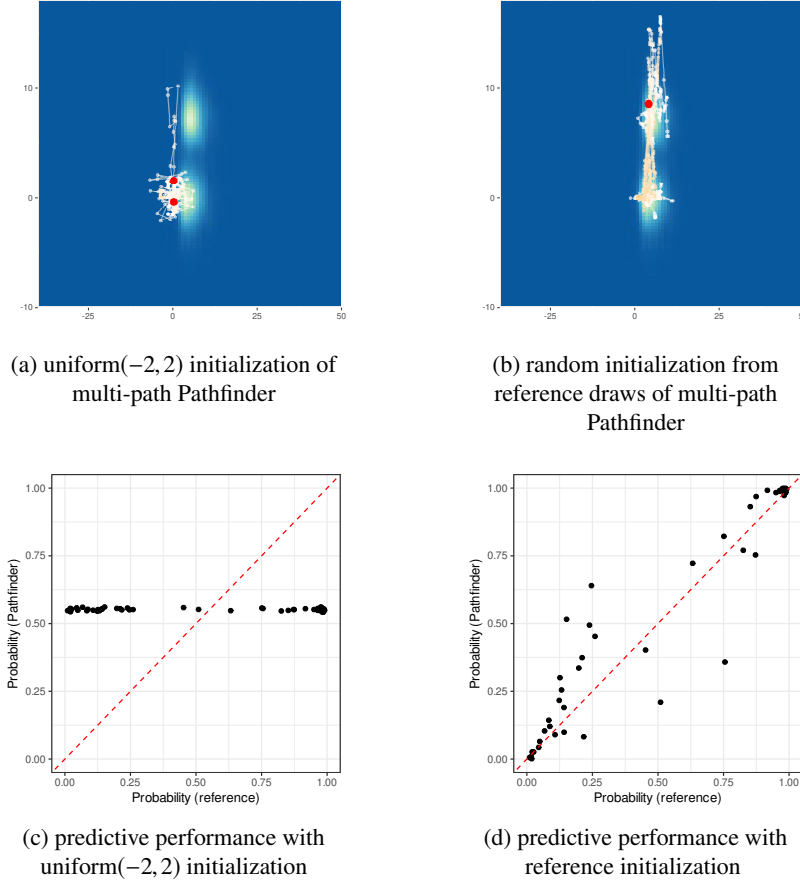 10
0
-10
-25
0
25
50
10
0
-10
-25
0
25
50
(a) uniform(−2, 2) initialization of
multi-path Pathfinder
(b) random initialization from
reference draws of multi-path
Pathfinder
Probability (Pathfinder)
1.00
0.75
0.50
0.25
0.00
0.00
0.25
0.50
0.75
1.00
Probability (reference)
Probability (Pathfinder)
1.00
0.75
0.50
0.25
0.00
0.00
0.25
0.50
0.75
1.00
Probability (reference)
(c) predictive performance with
uniform(−2, 2) initialization
(d) predictive performance with
reference initialization